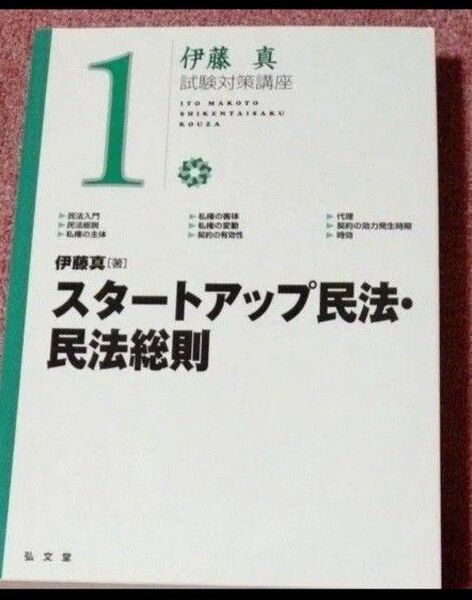 1
伊藤 真
試験対策講座
ITO MAKOTO
SHIKENTAISAKU
KOUZA
▶民法入門
▶民法総説
▶私権の主体
▶私権の客体
▶私権の変動
▶契約の有効性
▶代理
▶契約の効力発生時期
▶時効
伊藤真[著]
スタートアップ民法・
民法総則
弘文堂